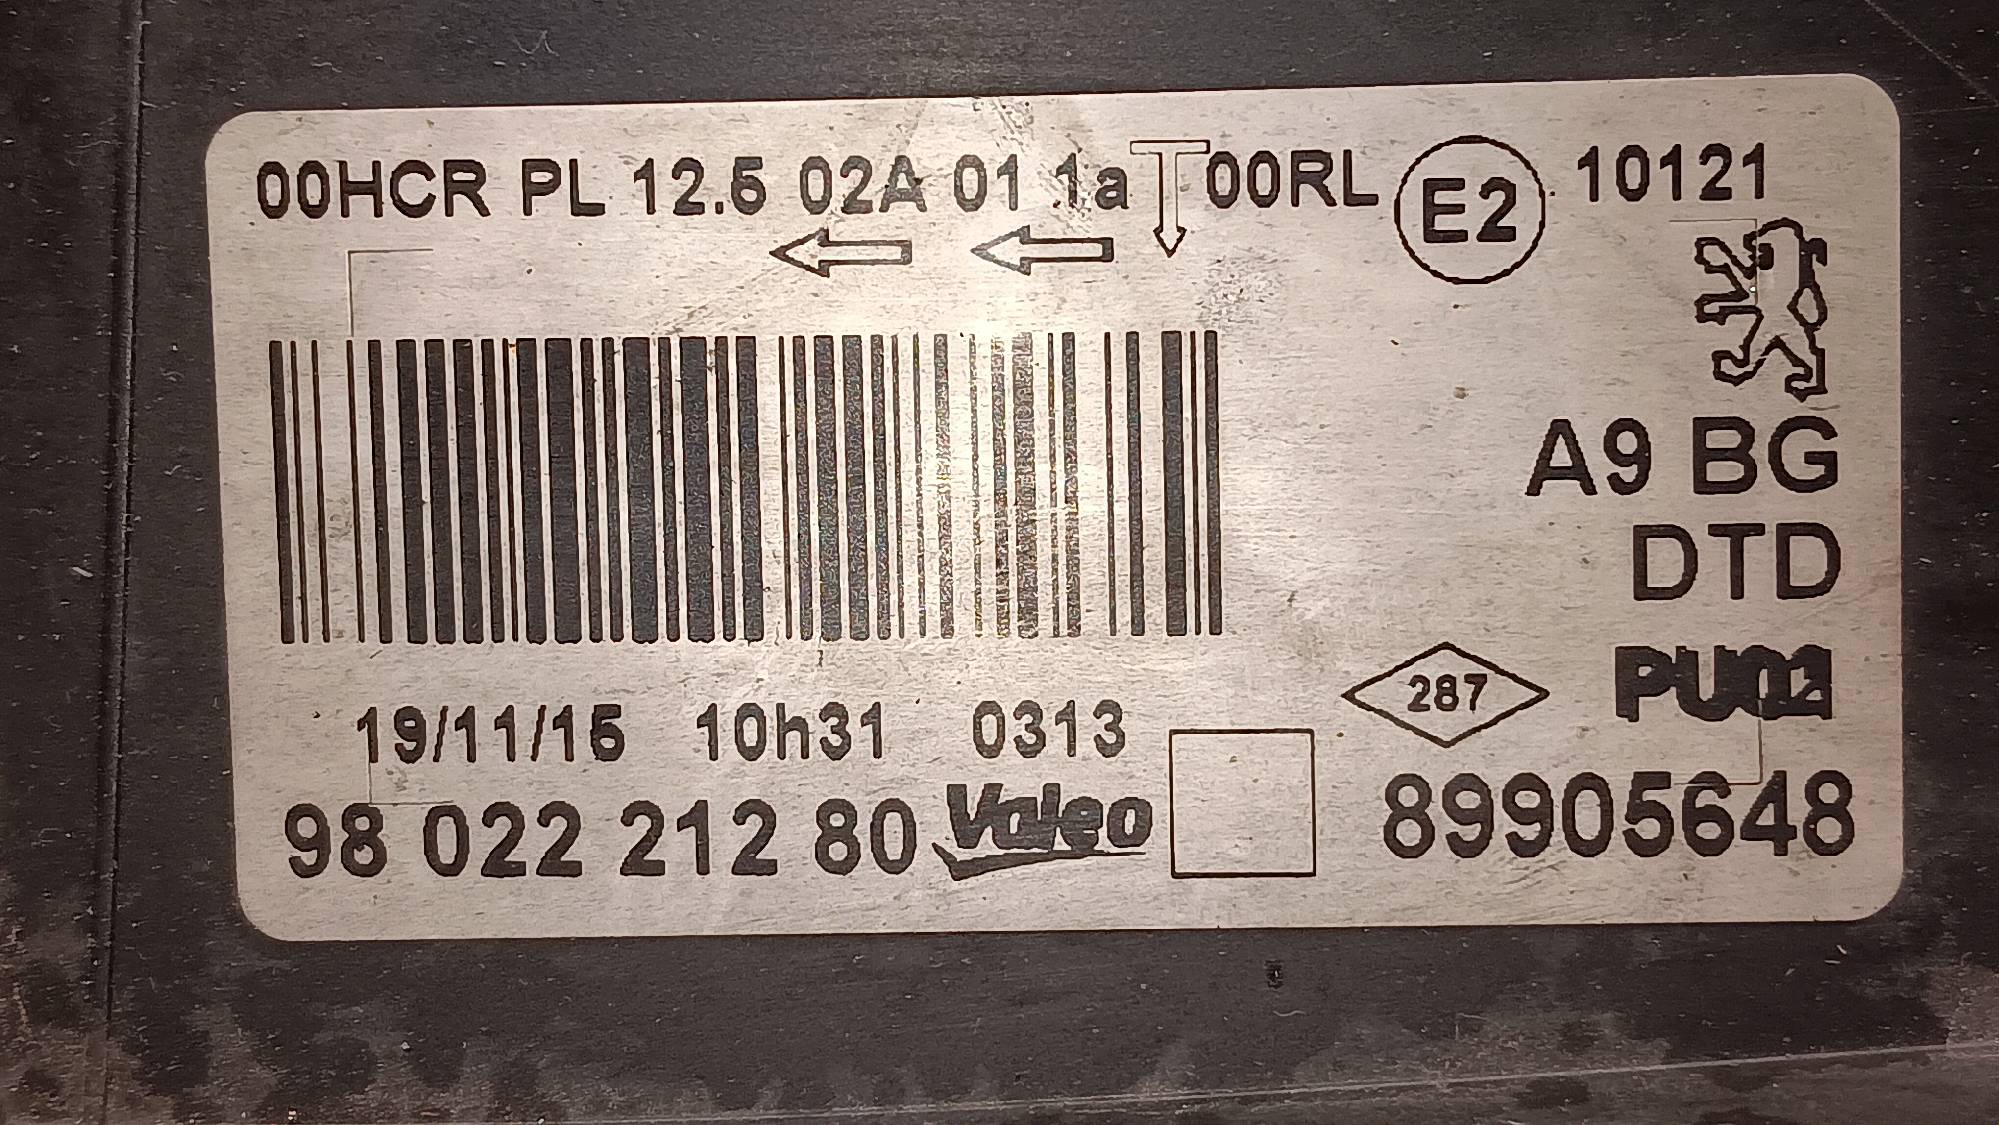 00HCR PL 12.5 02A 01 1a 00RL E2 10121
A9 BG
DTD
287
19/11/15 10h31 0313
98 022 212 80 Valeo 89905648